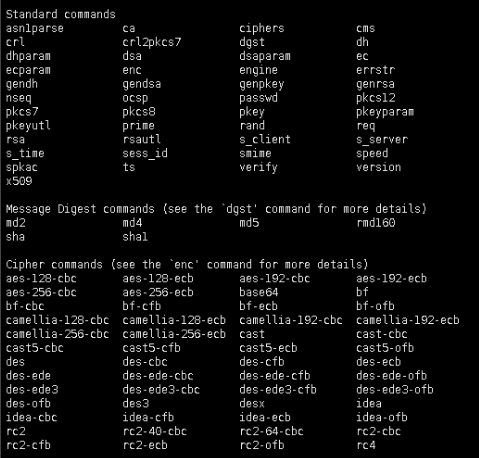 Standard commands
asn1parse ca ciphers cms
crl crl2pkcs7 dgst dh
dhparam dsa dsaparam ec
ecparam enc engine errstr
gendh gendsa genpkey genrsa
nseq ocsp passwd pkcs12
pkcs7 pkcs8 pkey pkeyparam
pkeyutl prime rand req
rsa rsautl s_client s_server
s_time sess_id smime speed
spkac ts verify version
x509
Message Digest commands (see the `dgst' command for more details)
md2 md4 md5 rmd160
sha sha1
Cipher commands (see the `enc' command for more details)
aes-128-cbc aes-128-ecb aes-192-cbc aes-192-ecb
aes-256-cbc aes-256-ecb base64 bf
bf-cbc bf-cfb bf-ecb bf-ofb
camellia-128-cbc camellia-128-ecb camellia-192-cbc camellia-192-ecb
camellia-256-cbc camellia-256-ecb cast cast-cbc
cast5-cbc cast5-cfb cast5-ecb cast5-ofb
des des-cbc des-cfb des-ecb
des-ede des-ede-cbc des-ede-cfb des-ede-ofb
des-ede3 des-ede3-cbc des-ede3-cfb des-ede3-ofb
des-ofb des3 desx idea
idea-cbc idea-cfb idea-ecb idea-ofb
rc2 rc2-40-cbc rc2-64-cbc rc2-cbc
rc2-cfb rc2-ecb rc2-ofb rc4